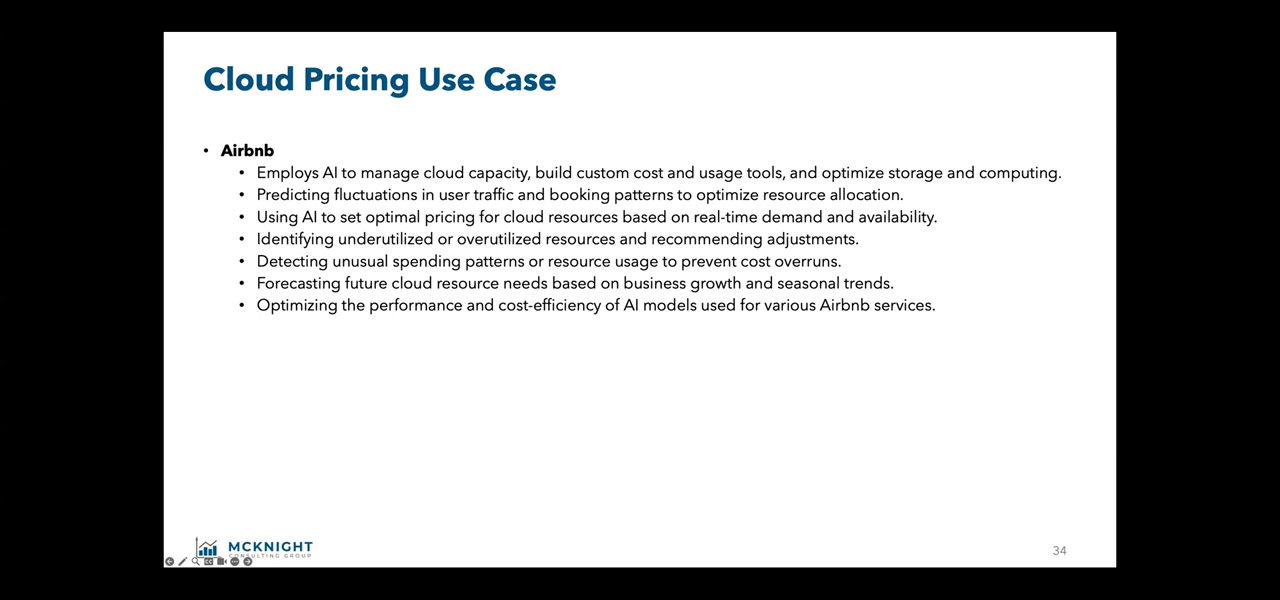 Cloud Pricing Use Case
• Airbnb
• Employs AI to manage cloud capacity, build custom cost and usage tools, and optimize storage and computing.
• Predicting fluctuations in user traffic and booking patterns to optimize resource allocation.
• Using AI to set optimal pricing for cloud resources based on real-time demand and availability.
• Identifying underutilized or overutilized resources and recommending adjustments.
• Detecting unusual spending patterns or resource usage to prevent cost overruns.
• Forecasting future cloud resource needs based on business growth and seasonal trends.
• Optimizing the performance and cost-efficiency of AI models used for various Airbnb services.
MCKNIGHT
CONSULTING GROUP
34